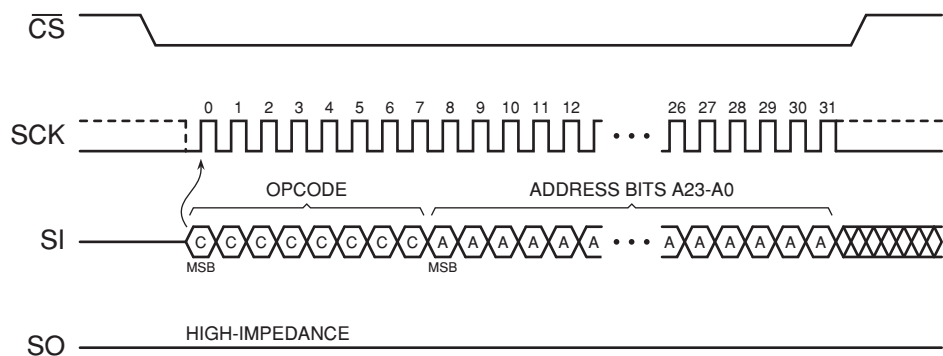 CS
SCK
0 1 2 3 4 5 6 7 8 9 10 11 12 26 27 28 29 30 31
OPCODE ADDRESS BITS A23-A0
SI
C C C C C C C C A A A A A A A A A A A A
MSB MSB
SO
HIGH-IMPEDANCE